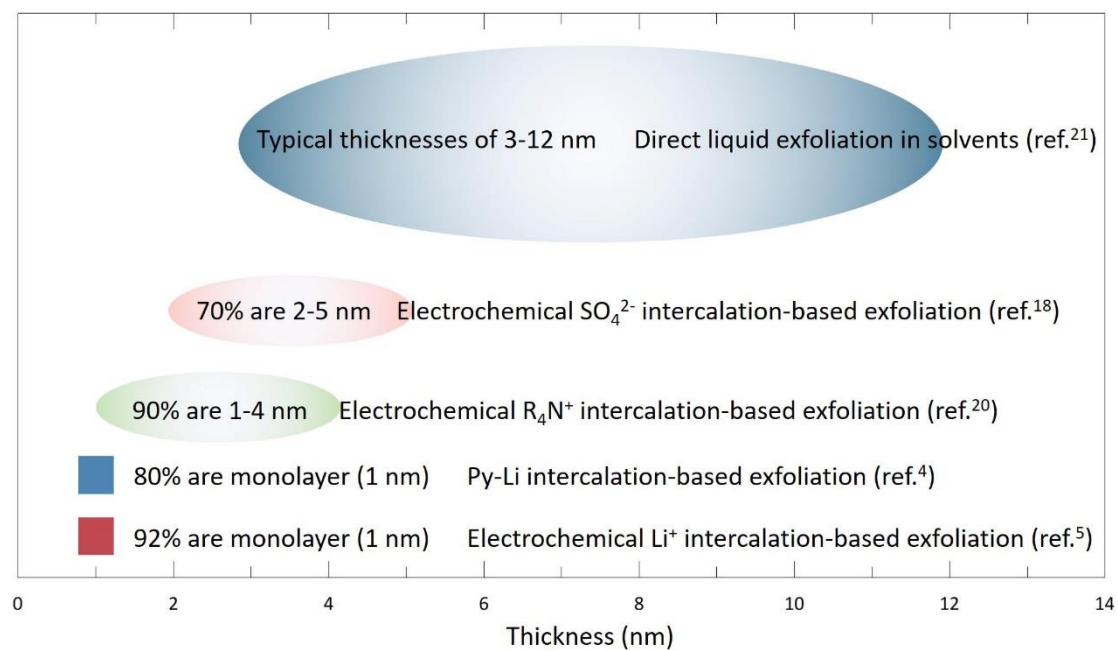 Typical thicknesses of 3-12 nm Direct liquid exfoliation in solvents (ref.²¹)
70% are 2-5 nm Electrochemical SO₄²⁻ intercalation-based exfoliation (ref.¹⁸)
90% are 1-4 nm Electrochemical R₄N⁺ intercalation-based exfoliation (ref.²⁰)
80% are monolayer (1 nm) Py-Li intercalation-based exfoliation (ref.⁴)
92% are monolayer (1 nm) Electrochemical Li⁺ intercalation-based exfoliation (ref.⁵)
0 2 4 6 8 10 12 14
Thickness (nm)